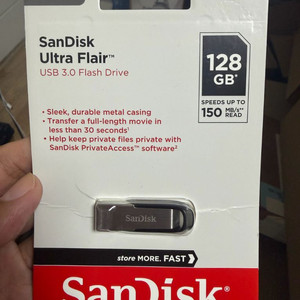 SanDisk
Ultra Flair™
USB 3.0 Flash Drive
128
GB*
SPEEDS UP TO
150 MB/s**
READ
• Sleek, durable metal casing
• Transfer a full-length movie in
less than 30 seconds¹
• Help keep private files private with
SanDisk PrivateAccess™ software²
SanDisk
store MORE. FAST
SanDisk